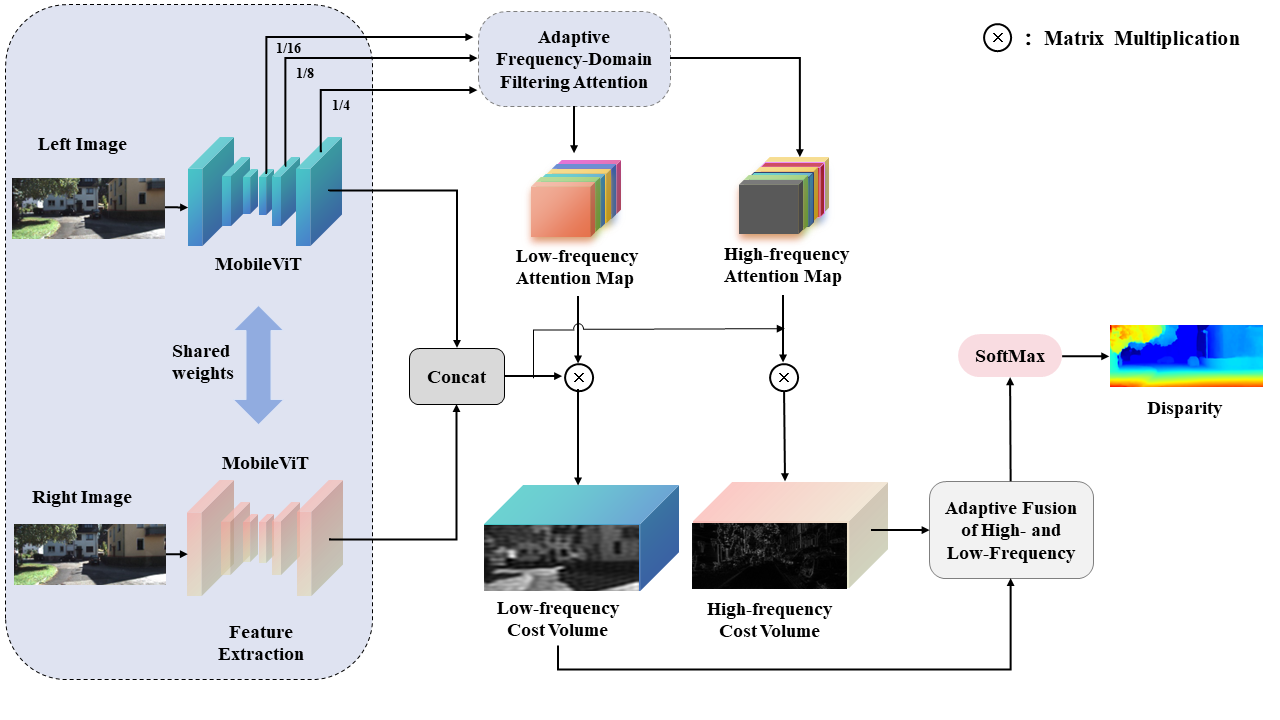 1/16
1/8
1/4
Adaptive
Frequency-Domain
Filtering Attention
: Matrix Multiplication
Left Image
MobileViT
Low-frequency
Attention Map
High-frequency
Attention Map
Shared
weights
Concat
SoftMax
Disparity
MobileViT
Right Image
Feature
Extraction
Low-frequency
Cost Volume
High-frequency
Cost Volume
Adaptive Fusion
of High- and
Low-Frequency